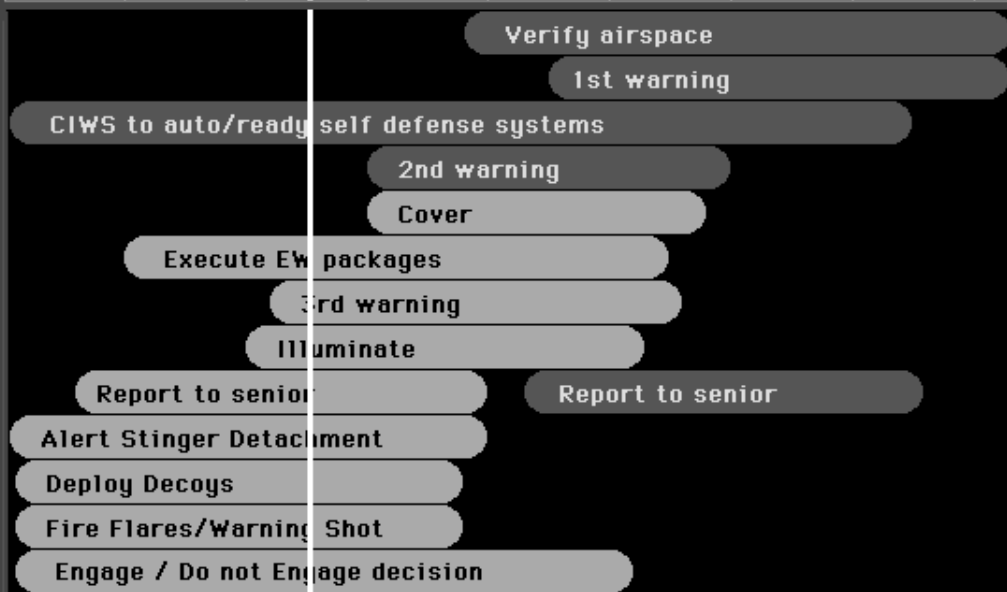 Verify airspace
1st warning
CIWS to auto/ready self defense systems
2nd warning
Cover
Execute EW packages
3rd warning
Illuminate
Report to senior Report to senior
Alert Stinger Detachment
Deploy Decoys
Fire Flares/Warning Shot
Engage / Do not Engage decision